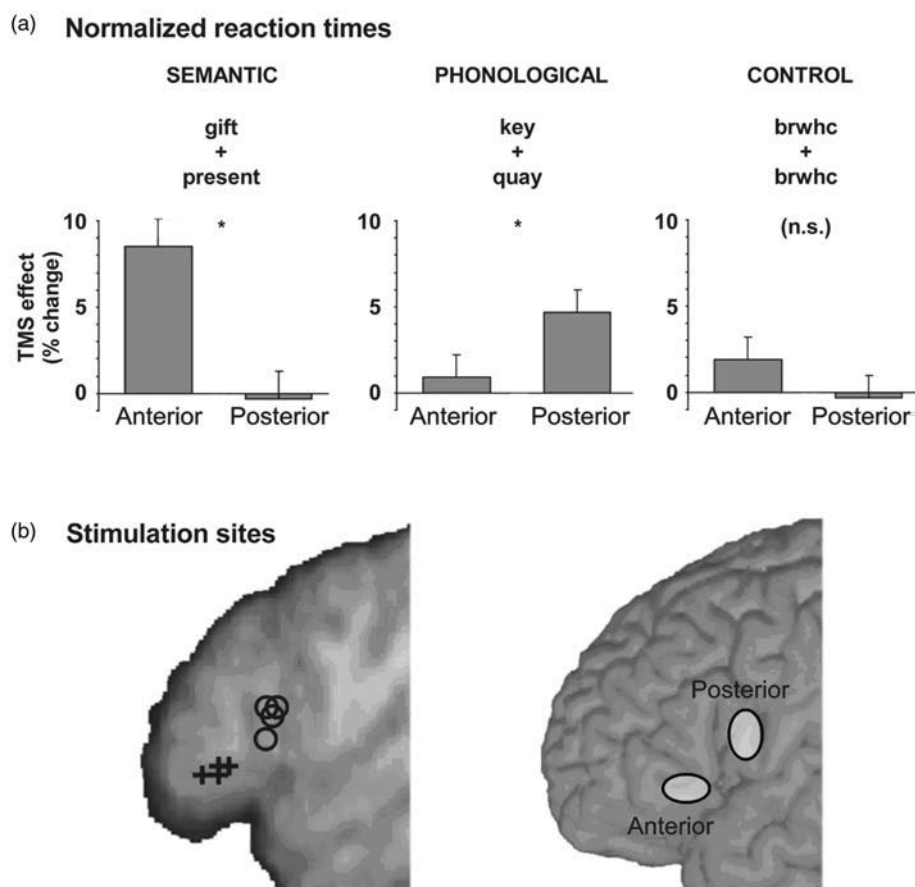 (a) Normalized reaction times
SEMANTIC PHONOLOGICAL CONTROL
gift key brwhc
+ + +
present quay brwhc
* * (n.s.)
TMS effect
(% change)
10 10 10
5 5 5
0 0 0
Anterior Posterior Anterior Posterior Anterior Posterior
(b) Stimulation sites
Posterior
Anterior